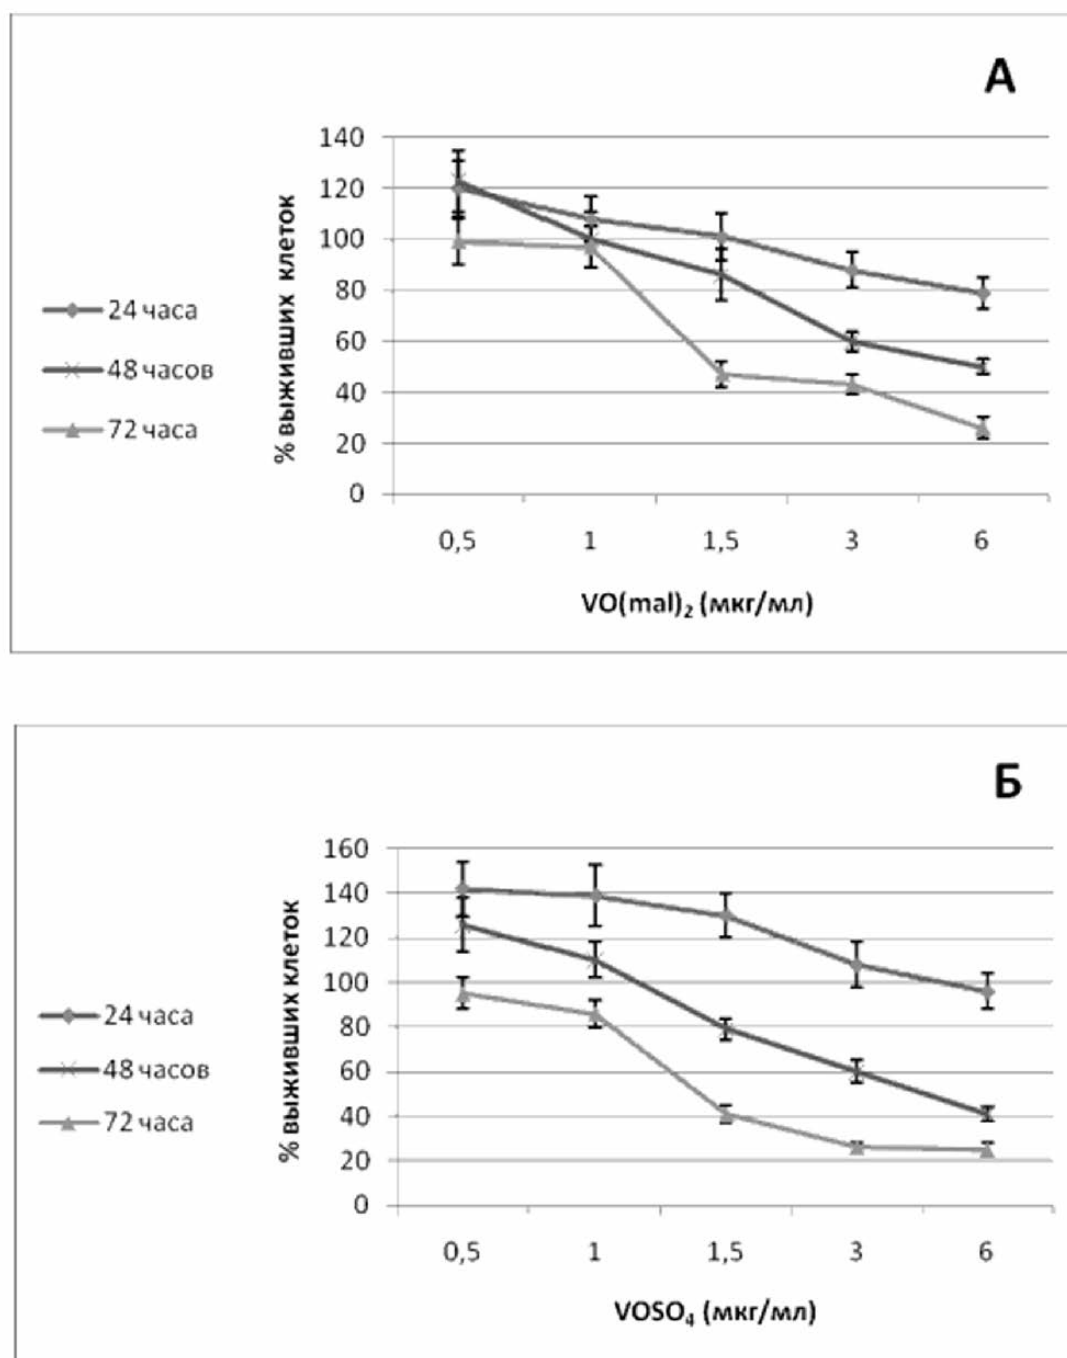 А
140
120
100
80
60
40
20
0
% выживших клеток
24 часа
48 часов
72 часа
0,5 1 1,5 3 6
VO(mal)₂ (мкг/мл)
Б
160
140
120
100
80
60
40
20
0
% выживших клеток
24 часа
48 часов
72 часа
0,5 1 1,5 3 6
VOSO₄ (мкг/мл)